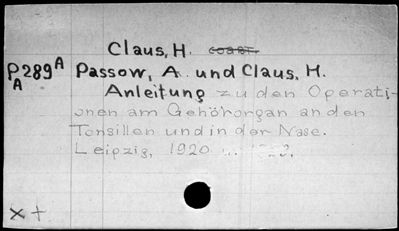 Claus, H. coaut.
P289A Passow, A. und Claus, H.
A
Anleitung zu den Operati-
onen am Gehörorgan an den
Tonsillen und in der Nase.
Leipzig, 1920
x +